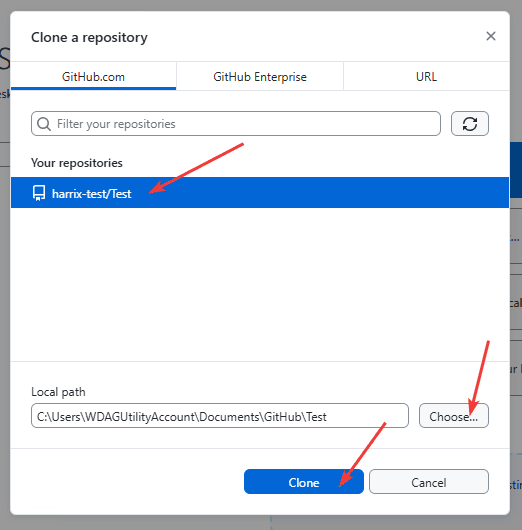 Clone a repository
GitHub.com
GitHub Enterprise
URL
Filter your repositories
Your repositories
harrix-test/Test
Local path
C:\Users\WDAGUtilityAccount\Documents\GitHub\Test
Choose...
Clone
Cancel